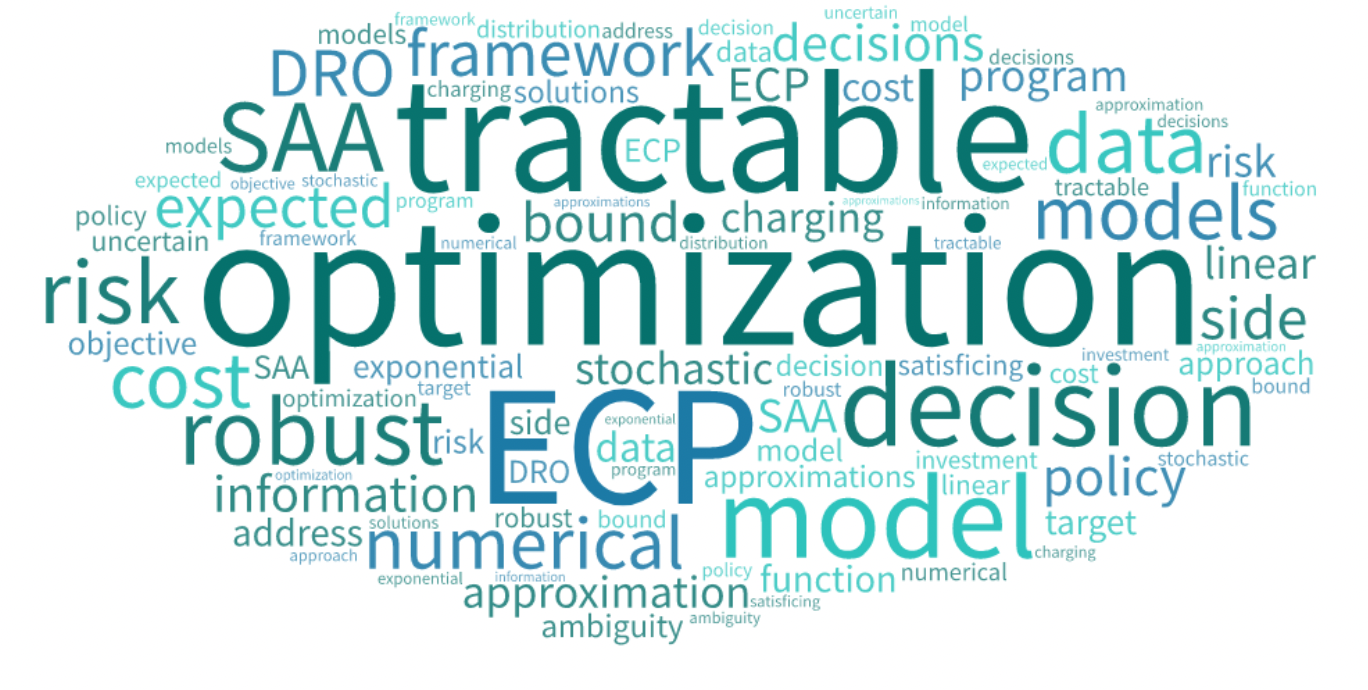 framework
uncertain
models
distribution
address
decision
model
DRO
framework
data
decisions
decisions
charging
solutions
ECP
cost
program
SAA
tractable
approximation
decisions
models
ECP
expected
data
risk
expected
objective
stochastic
tractable
function
policy
expected
program
approximations
bound
charging
approximations
information
models
uncertain
framework
numerical
distribution
tractable
risk
optimization
linear
side
objective
cost
SAA
exponential
stochastic
decision
satisficing
investment
approximation
approach
target
robust
cost
bound
optimization
robust
risk
ECP
side
exponential
data
program
DRO
SAA
model
decision
optimization
information
approximations
investment
linear
policy
stochastic
address
solutions
approach
numerical
robust
bound
model
target
charging
exponential
information
policy
function
numerical
approximation
satisficing
ambiguity
ambiguity